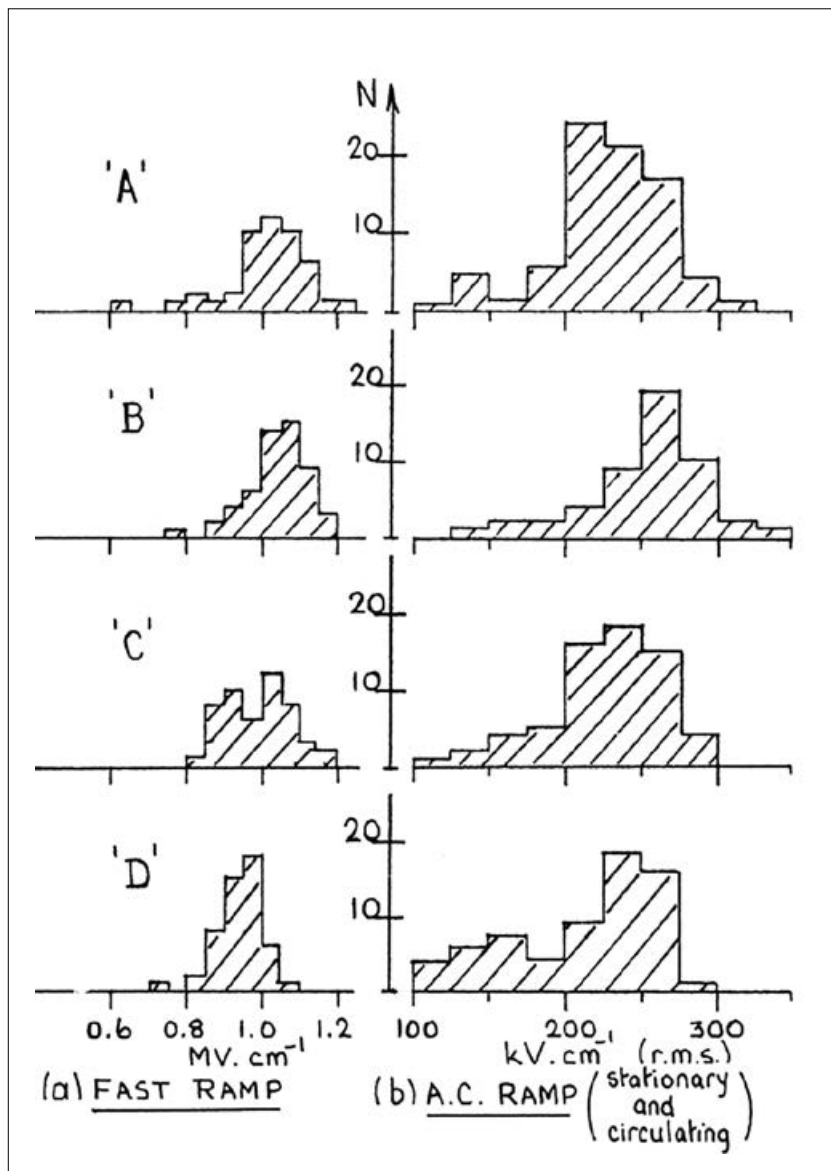 N
20
10
'A'
20
10
'B'
20
10
'C'
20
10
'D'
0.6 0.8 1.0 1.2
MV. cm⁻¹
(a) FAST RAMP
100 200 300
kV. cm⁻¹ (r.m.s.)
(b) A.C. RAMP (stationary and circulating)